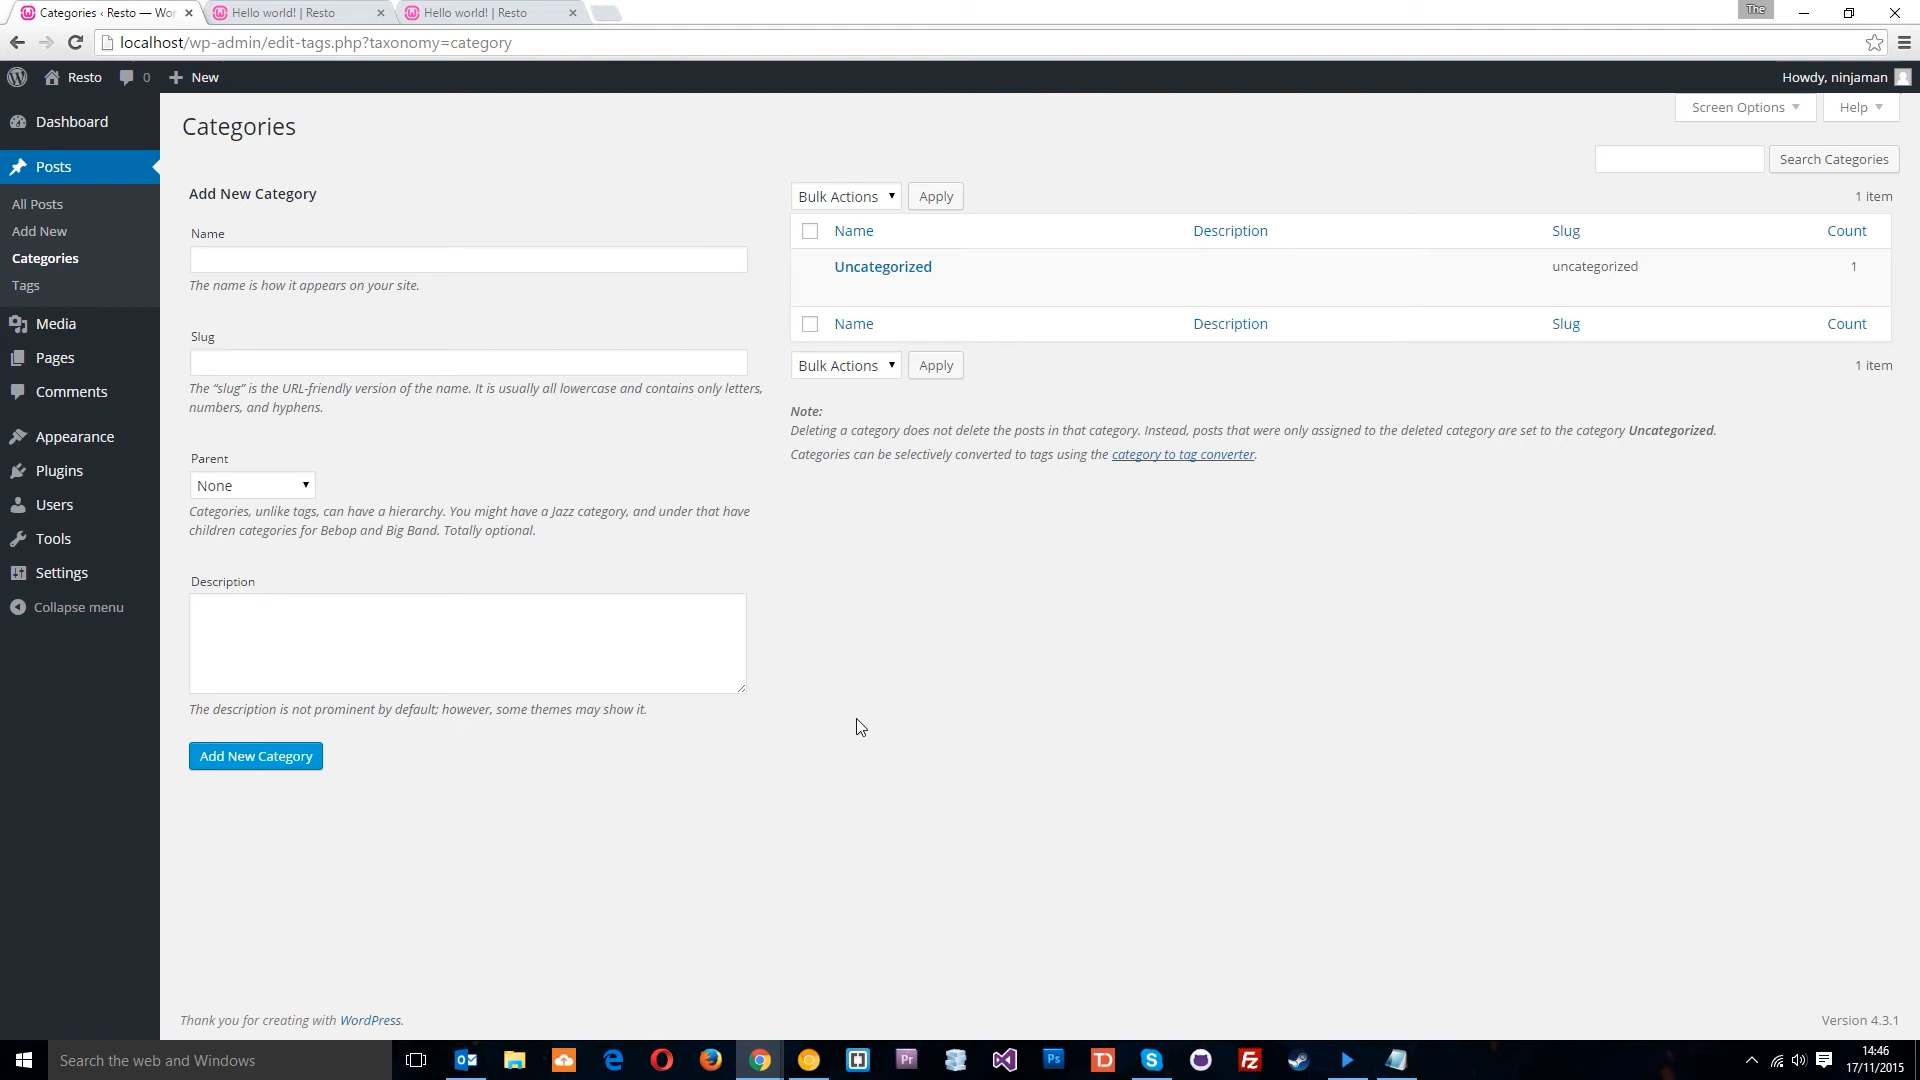 Categories ‹ Resto — Wor
Hello world! | Resto
Hello world! | Resto
The
localhost/wp-admin/edit-tags.php?taxonomy=category
Resto
0
New
Howdy, ninjaman
Dashboard
Posts
All Posts
Add New
Categories
Tags
Media
Pages
Comments
Appearance
Plugins
Users
Tools
Settings
Collapse menu
Screen Options
Help
Categories
Search Categories
Add New Category
Name
The name is how it appears on your site.
Slug
The “slug” is the URL-friendly version of the name. It is usually all lowercase and contains only letters,
numbers, and hyphens.
Parent
None
Categories, unlike tags, can have a hierarchy. You might have a Jazz category, and under that have
children categories for Bebop and Big Band. Totally optional.
Description
The description is not prominent by default; however, some themes may show it.
Add New Category
Bulk Actions
Apply
1 item
Name Description Slug Count
Uncategorized uncategorized 1
Name Description Slug Count
Bulk Actions
Apply
1 item
Note:
Deleting a category does not delete the posts in that category. Instead, posts that were only assigned to the deleted category are set to the category Uncategorized.
Categories can be selectively converted to tags using the category to tag converter.
Thank you for creating with WordPress.
Version 4.3.1
Search the web and Windows
Pr
Ps
TD
14:46
17/11/2015